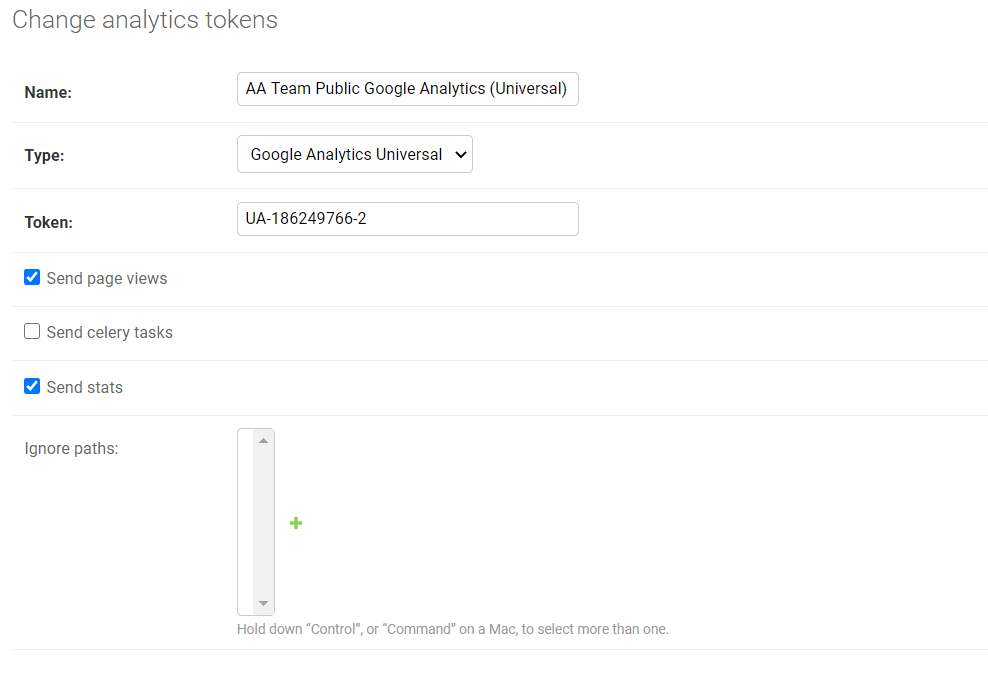 Change analytics tokens
Name:
AA Team Public Google Analytics (Universal)
Type:
Google Analytics Universal
Token:
UA-186249766-2
Send page views
Send celery tasks
Send stats
Ignore paths:
Hold down “Control”, or “Command” on a Mac, to select more than one.